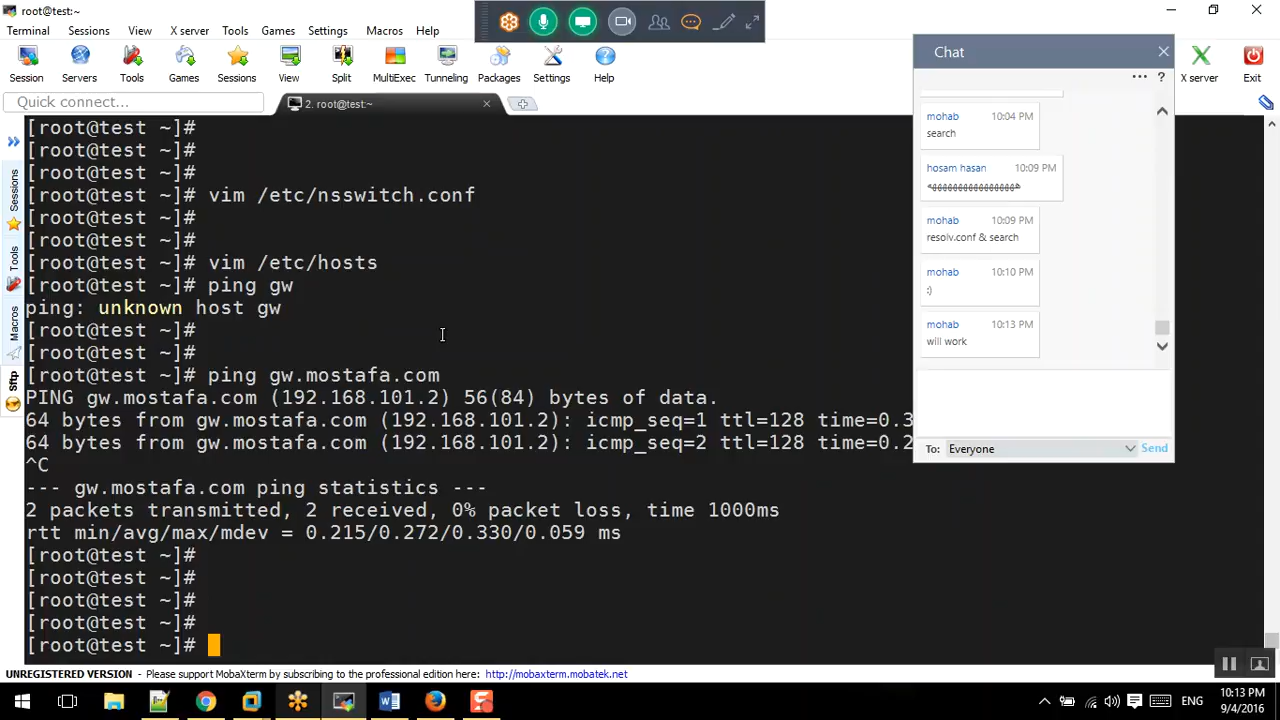 root@test:~
Terminal Sessions View X server Tools Games Settings Macros Help
Session Servers Tools Games Sessions View Split MultiExec Tunneling Packages Settings Help
X server Exit
Quick connect...
2. root@test:~
Sessions
Tools
Macros
Sftp
[root@test ~]#
[root@test ~]#
[root@test ~]#
[root@test ~]# vim /etc/nsswitch.conf
[root@test ~]#
[root@test ~]#
[root@test ~]# vim /etc/hosts
[root@test ~]# ping gw
ping: unknown host gw
[root@test ~]#
[root@test ~]#
[root@test ~]# ping gw.mostafa.com
PING gw.mostafa.com (192.168.101.2) 56(84) bytes of data.
64 bytes from gw.mostafa.com (192.168.101.2): icmp_seq=1 ttl=128 time=0.3
64 bytes from gw.mostafa.com (192.168.101.2): icmp_seq=2 ttl=128 time=0.2
^C
--- gw.mostafa.com ping statistics ---
2 packets transmitted, 2 received, 0% packet loss, time 1000ms
rtt min/avg/max/mdev = 0.215/0.272/0.330/0.059 ms
[root@test ~]#
[root@test ~]#
[root@test ~]#
[root@test ~]#
[root@test ~]#
Chat
mohab 10:04 PM
search
hosam hasan 10:09 PM
mohab 10:09 PM
resolv.conf & search
mohab 10:10 PM
:)
mohab 10:13 PM
will work
To: Everyone Send
UNREGISTERED VERSION - Please support MobaXterm by subscribing to the professional edition here: http://mobaxterm.mobatek.net
ENG
10:13 PM
9/4/2016